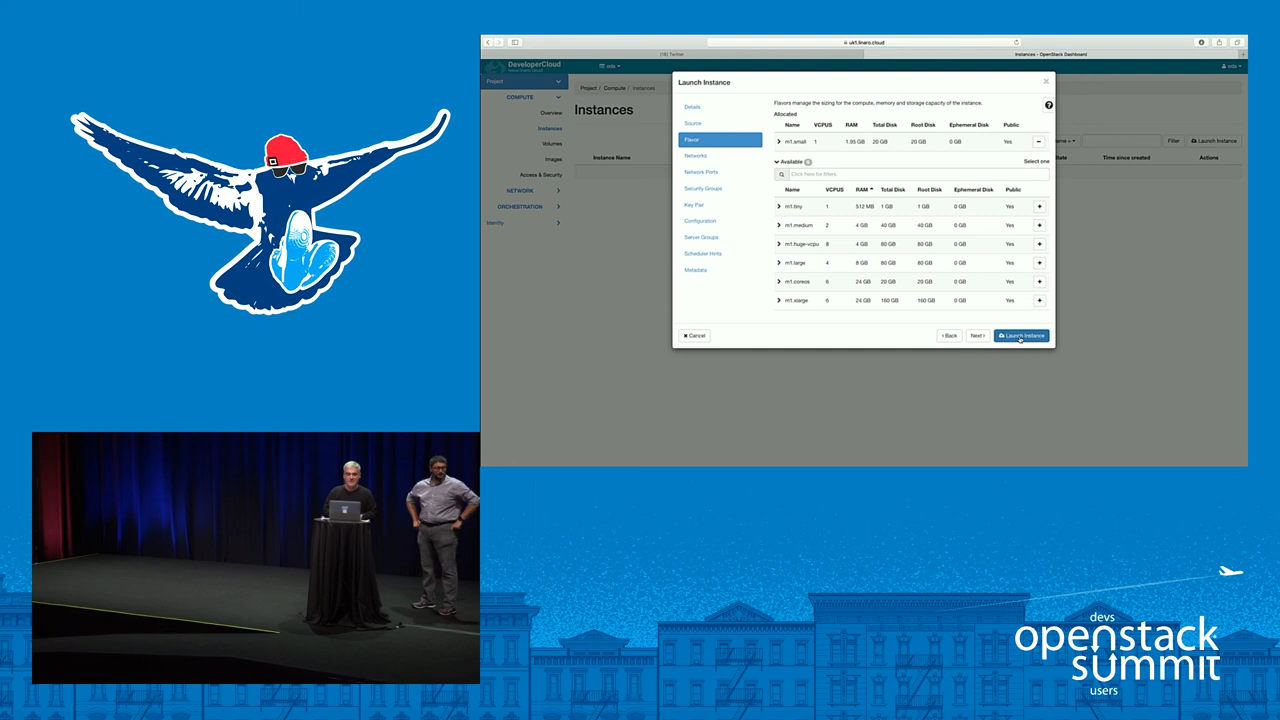 uk1.linaro.cloud
(16) Twitter
Instances - OpenStack Dashboard
DeveloperCloud
ods
ods
Project
COMPUTE
Overview
Instances
Volumes
Images
Access & Security
NETWORK
ORCHESTRATION
Identity
Project / Compute / Instances
Instances
Filter
Launch Instance
Instance Name
Time since created
Actions
Launch Instance
Details
Source
Flavor
Networks
Network Ports
Security Groups
Key Pair
Configuration
Server Groups
Scheduler Hints
Metadata
Flavors manage the sizing for the compute, memory and storage capacity of the instance.
Allocated
Name VCPUS RAM Total Disk Root Disk Ephemeral Disk Public
m1.small 1 1.95 GB 20 GB 20 GB 0 GB Yes
Available 6 Select one
Click here for filters.
Name VCPUS RAM Total Disk Root Disk Ephemeral Disk Public
m1.tiny 1 512 MB 1 GB 1 GB 0 GB Yes
m1.medium 2 4 GB 40 GB 40 GB 0 GB Yes
m1.huge-vcpu 8 4 GB 80 GB 80 GB 0 GB Yes
m1.large 4 8 GB 80 GB 80 GB 0 GB Yes
m1.coreos 6 24 GB 20 GB 20 GB 0 GB Yes
m1.xlarge 6 24 GB 160 GB 160 GB 0 GB Yes
Cancel
Back
Next
Launch Instance
devs
openstack
summit
users